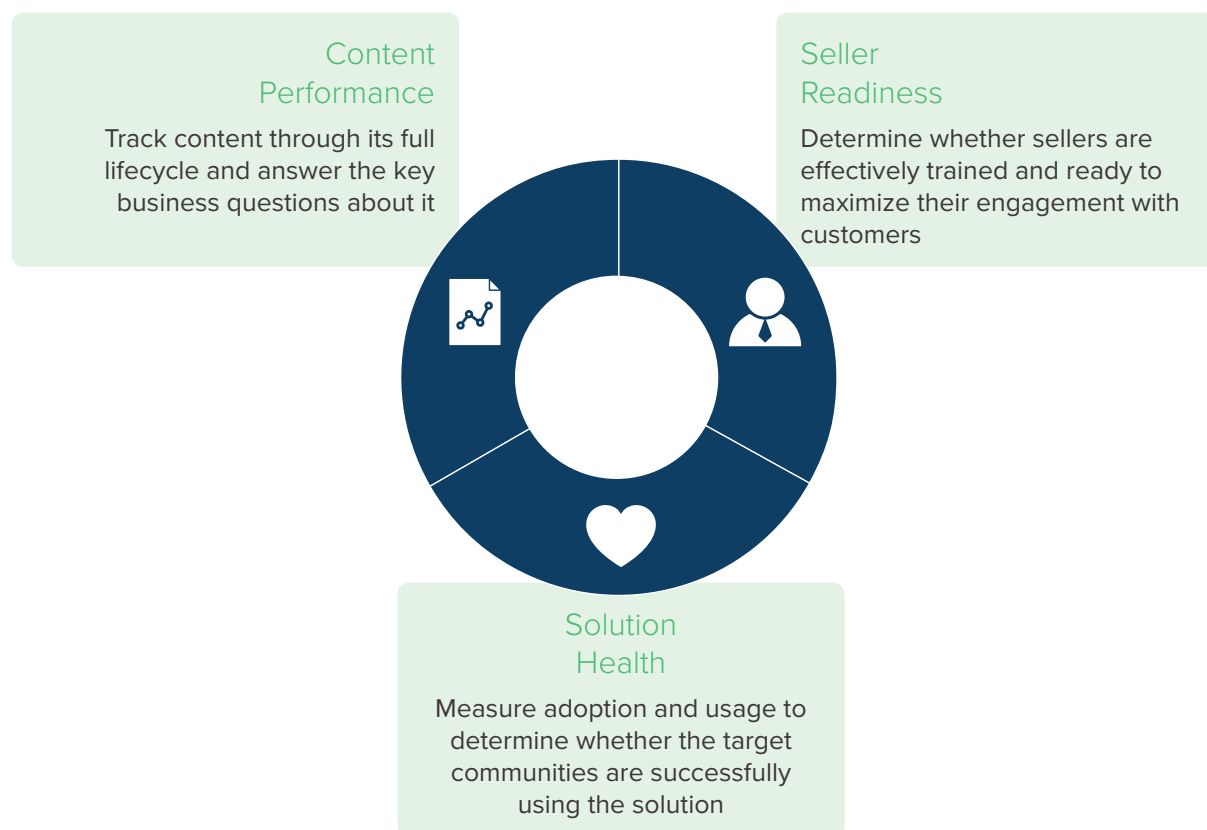 Content
Performance
Track content through its full
lifecycle and answer the key
business questions about it
Seller
Readiness
Determine whether sellers are
effectively trained and ready to
maximize their engagement with
customers
Solution
Health
Measure adoption and usage to
determine whether the target
communities are successfully
using the solution